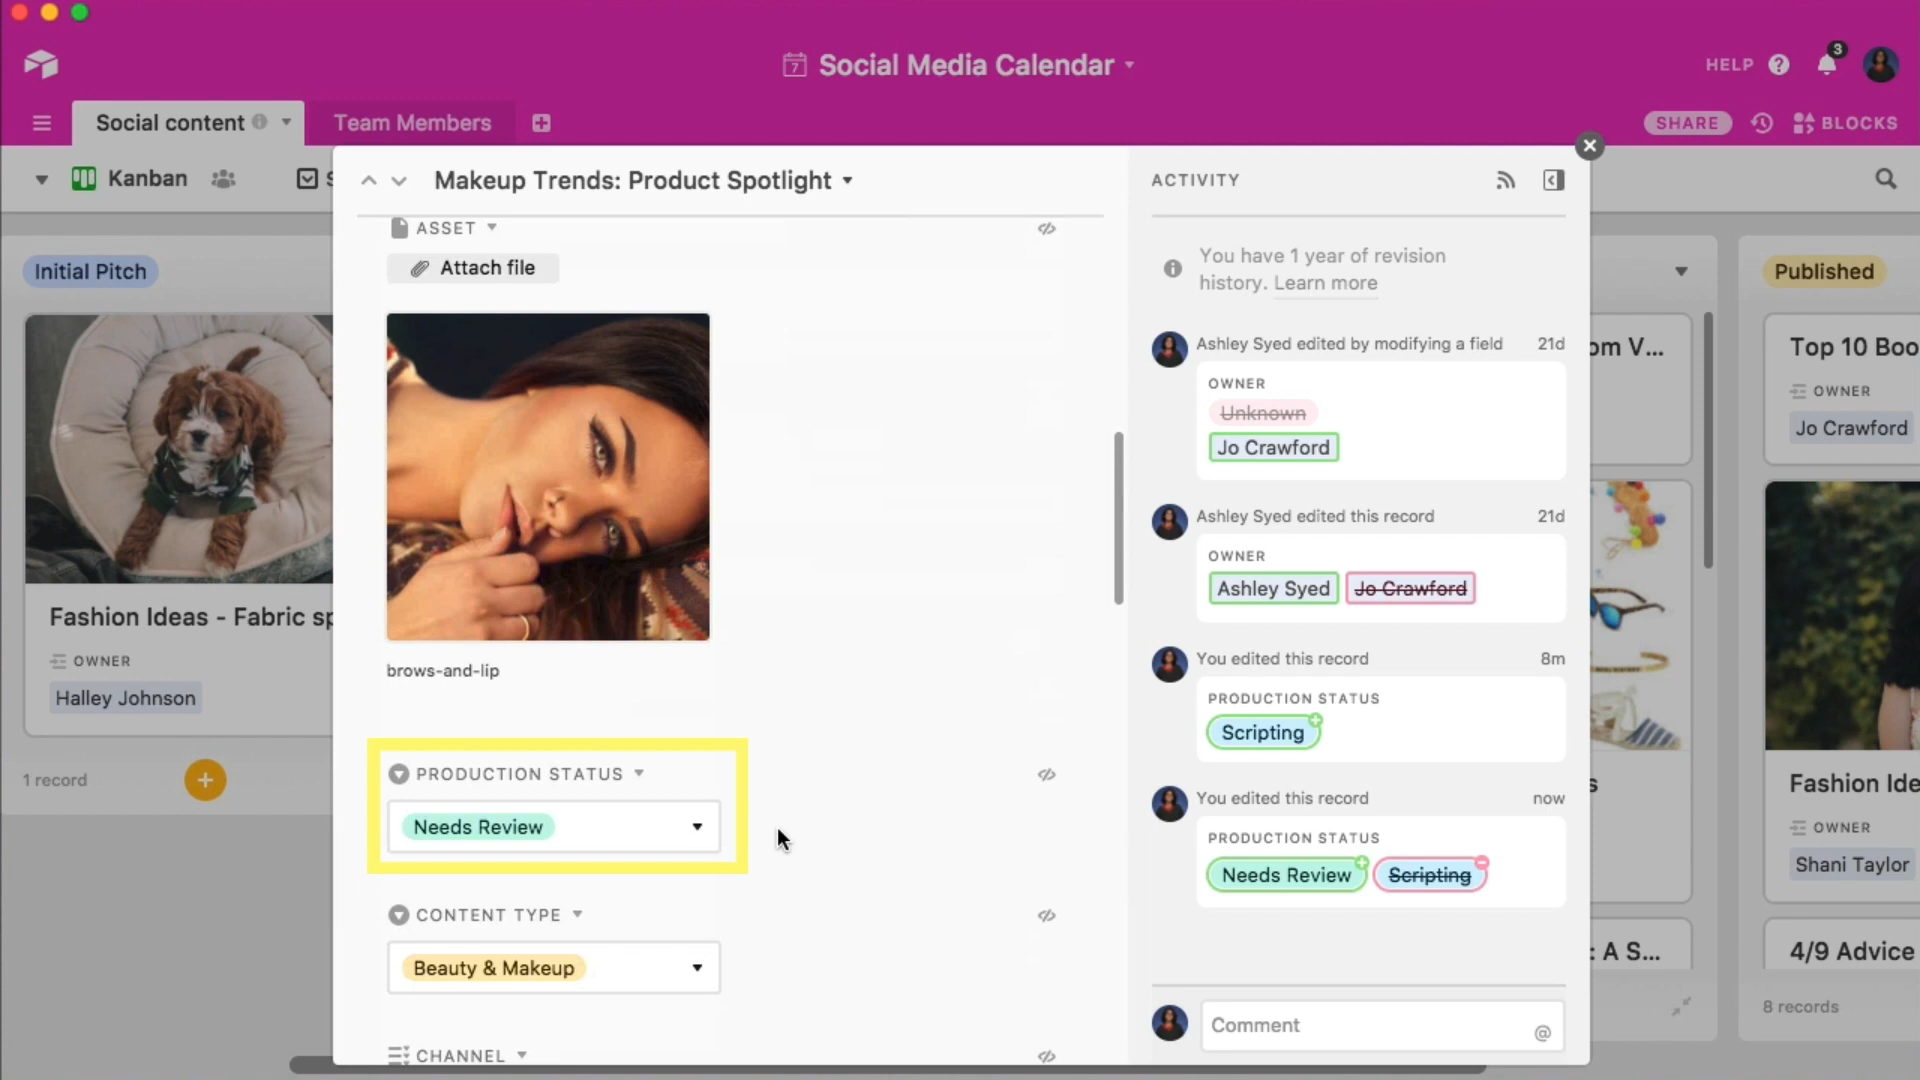 Social Media Calendar
HELP
3
Social content
Team Members
SHARE
BLOCKS
Kanban
Makeup Trends: Product Spotlight
ACTIVITY
ASSET
Attach file
brows-and-lip
PRODUCTION STATUS
Needs Review
CONTENT TYPE
Beauty & Makeup
CHANNEL
You have 1 year of revision
history. Learn more
Ashley Syed edited by modifying a field 21d
OWNER
Unknown
Jo Crawford
Ashley Syed edited this record 21d
OWNER
Ashley Syed Jo Crawford
You edited this record 8m
PRODUCTION STATUS
Scripting
You edited this record now
PRODUCTION STATUS
Needs Review Scripting
Comment
@
Initial Pitch
Fashion Ideas - Fabric sp
OWNER
Halley Johnson
1 record
om V...
s
: A S...
Published
Top 10 Boo
OWNER
Jo Crawford
Fashion Ide
OWNER
Shani Taylor
4/9 Advice
8 records